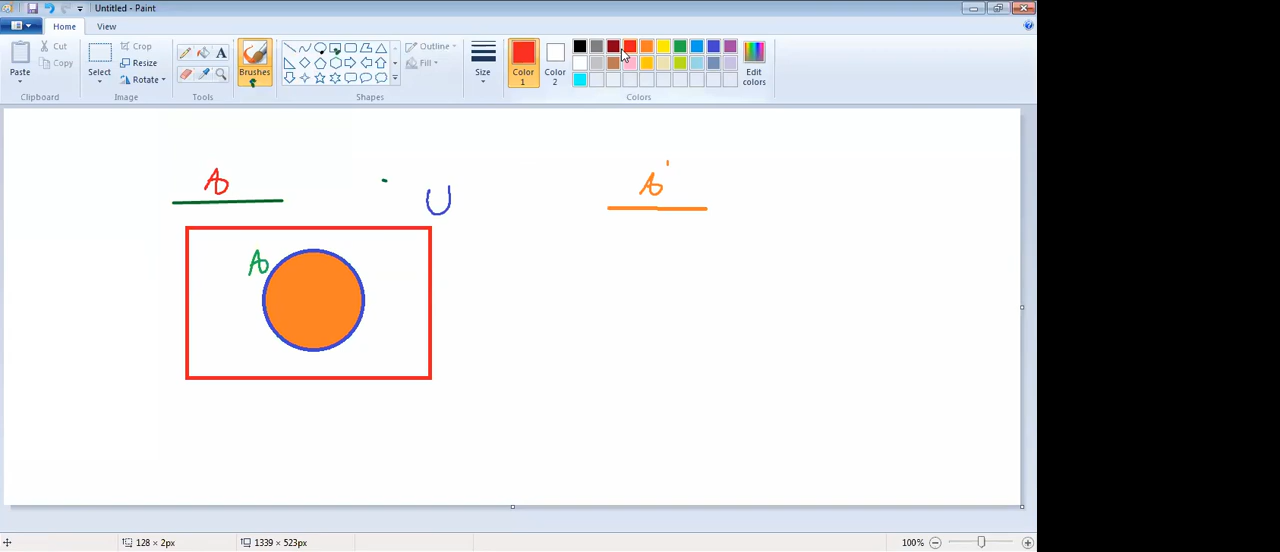 Untitled - Paint
Home View
Paste
Cut
Copy
Clipboard
Select
Crop
Resize
Rotate
Image
Tools
Brushes
Shapes
Outline
Fill
Size
Color 1
Color 2
Colors
Edit colors
A
U
A
A'
128 × 2px
1339 × 523px
100%